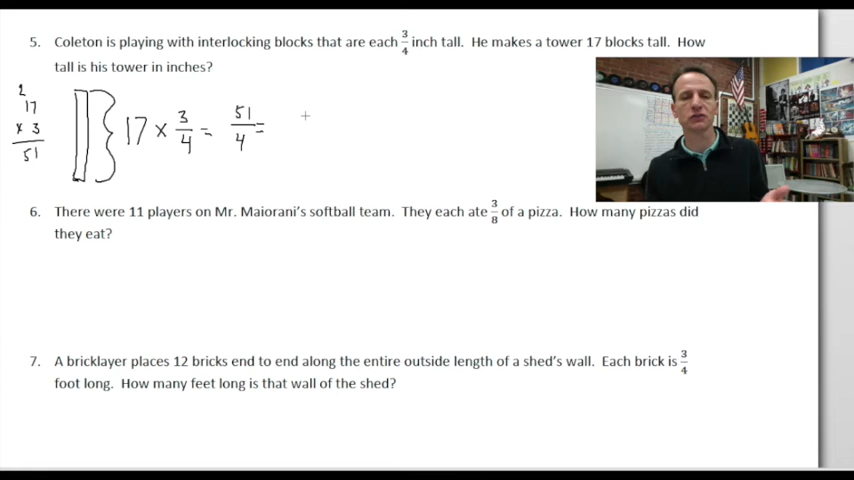 5. Coleton is playing with interlocking blocks that are each 3/4 inch tall. He makes a tower 17 blocks tall. How
tall is his tower in inches?
2
17
x 3
51
17 x 3/4 = 51/4 =
6. There were 11 players on Mr. Maiorani's softball team. They each ate 3/8 of a pizza. How many pizzas did
they eat?
7. A bricklayer places 12 bricks end to end along the entire outside length of a shed's wall. Each brick is 3/4
foot long. How many feet long is that wall of the shed?